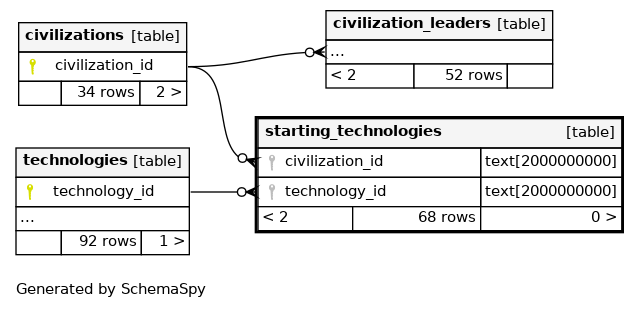 civilizations [table]
civilization_id
34 rows 2 >
civilization_leaders [table]
...
< 2 52 rows
technologies [table]
technology_id
...
92 rows 1 >
starting_technologies [table]
civilization_id text[2000000000]
technology_id text[2000000000]
< 2 68 rows 0 >
Generated by SchemaSpy